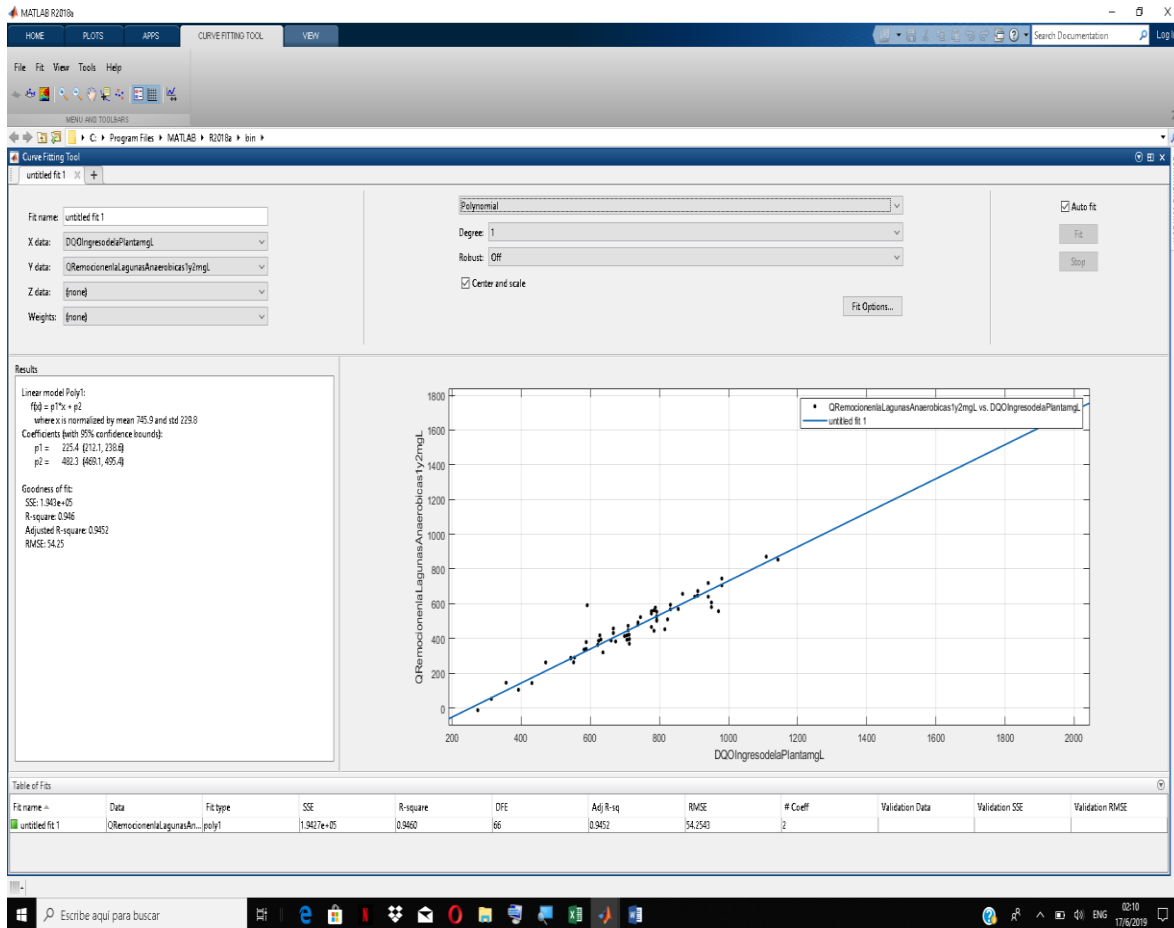 MATLAB R2018a
HOME PLOTS APPS CURVE FITTING TOOL VIEW Search Documentation Log In
File Fit View Tools Help
MENU AND TOOLBARS
C: Program Files MATLAB R2018a bin
Curve Fitting Tool
untitled fit 1
Fit name: untitled fit 1
X data: DQOIngresodelaPlantamgL
Y data: QRemocionenlaLagunasAnaerobicas1y2mgL
Z data: (none)
Weights: (none)
Polynomial
Degree: 1
Robust: Off
Center and scale
Fit Options...
Auto fit
Fit
Stop
Results
Linear model Poly1:
f(x) = p1*x + p2
where x is normalized by mean 745.9 and std 229.8
Coefficients (with 95% confidence bounds):
p1 = 225.4 (212.1, 238.6)
p2 = 482.3 (469.1, 495.4)
Goodness of fit:
SSE: 1.943e+05
R-square: 0.946
Adjusted R-square: 0.9452
RMSE: 54.25
QRemocionenlaLagunasAnaerobicas1y2mgL vs. DQOIngresodelaPlantamgL
untitled fit 1
1800
1600
1400
1200
1000
800
600
400
200
0
QRemocionenlaLagunasAnaerobicas1y2mgL
200 400 600 800 1000 1200 1400 1600 1800 2000
DQOIngresodelaPlantamgL
Table of Fits
Fit name Data Fit type SSE R-square DFE Adj R-sq RMSE # Coeff Validation Data Validation SSE Validation RMSE
untitled fit 1 QRemocionenlaLagunasAn... poly1 1.9427e+05 0.9460 66 0.9452 54.2543 2
Escribe aquí para buscar
ENG
02:10
17/6/2019